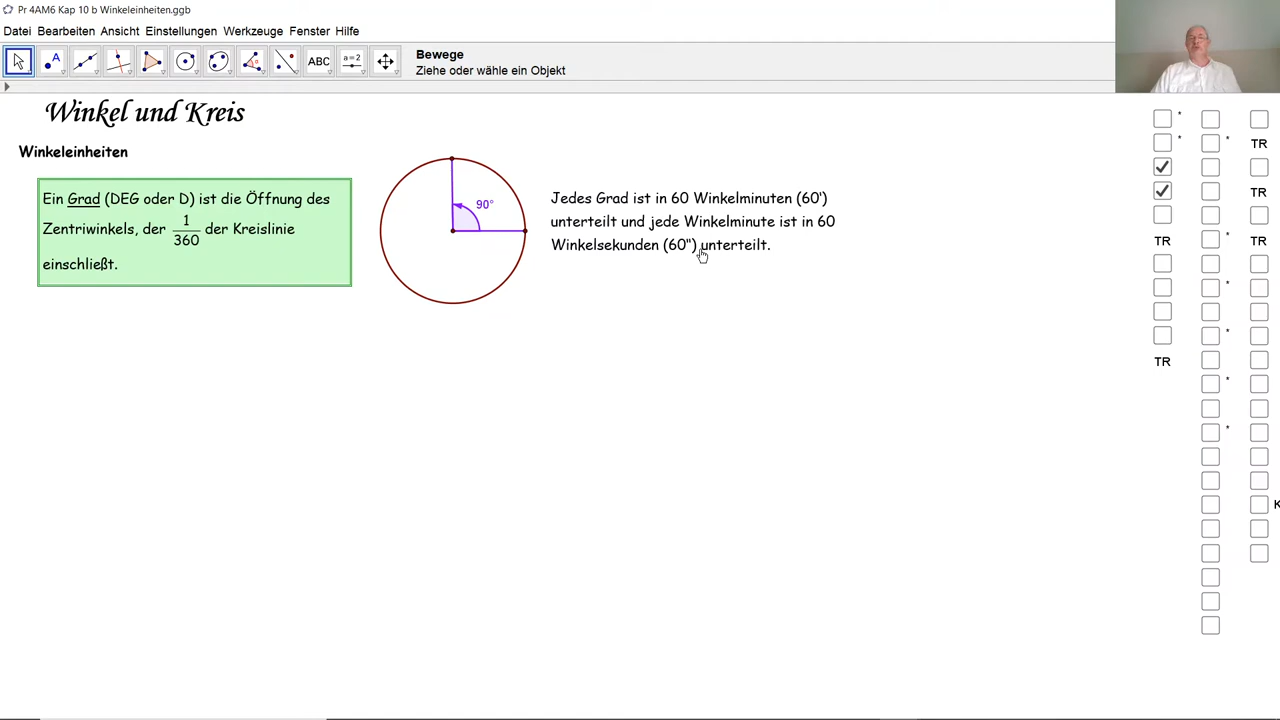 Pr 4AM6 Kap 10 b Winkeleinheiten.ggb
Datei Bearbeiten Ansicht Einstellungen Werkzeuge Fenster Hilfe
A
ABC
a=2
Bewege
Ziehe oder wähle ein Objekt
Winkel und Kreis
Winkeleinheiten
Ein Grad (DEG oder D) ist die Öffnung des
Zentriwinkels, der 1/360 der Kreislinie
einschließt.
90°
Jedes Grad ist in 60 Winkelminuten (60')
unterteilt und jede Winkelminute ist in 60
Winkelsekunden (60") unterteilt.
*
* * TR
TR
TR * TR
*
*
TR
*
*
K